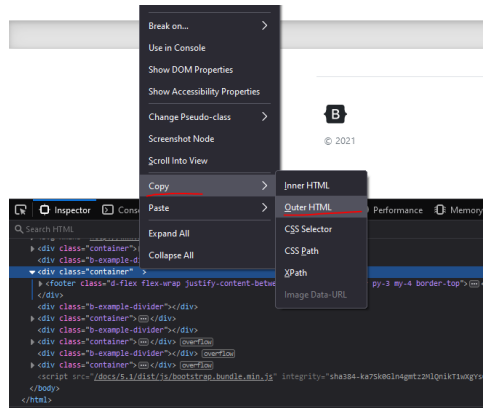 Break on...
Use in Console
Show DOM Properties
Show Accessibility Properties
Change Pseudo-class
Screenshot Node
Scroll Into View
Copy
Paste
Expand All
Collapse All
Inner HTML
Outer HTML
CSS Selector
CSS Path
XPath
Image Data-URL
B
© 2021
Inspector
Cons
Performance
Memory
Search HTML
<div class="container">
<div class="b-example-d
<div class="container" >
<footer class="d-flex flex-wrap justify-content-betwe py-3 my-4 border-top">
</div>
<div class="b-example-divider"></div>
<div class="container"></div>
<div class="b-example-divider"></div>
<div class="container"></div> overflow
<div class="b-example-divider"></div> overflow
<div class="container"></div> overflow
<script src="/docs/5.1/dist/js/bootstrap.bundle.min.js" integrity="sha384-
</body>
</html>